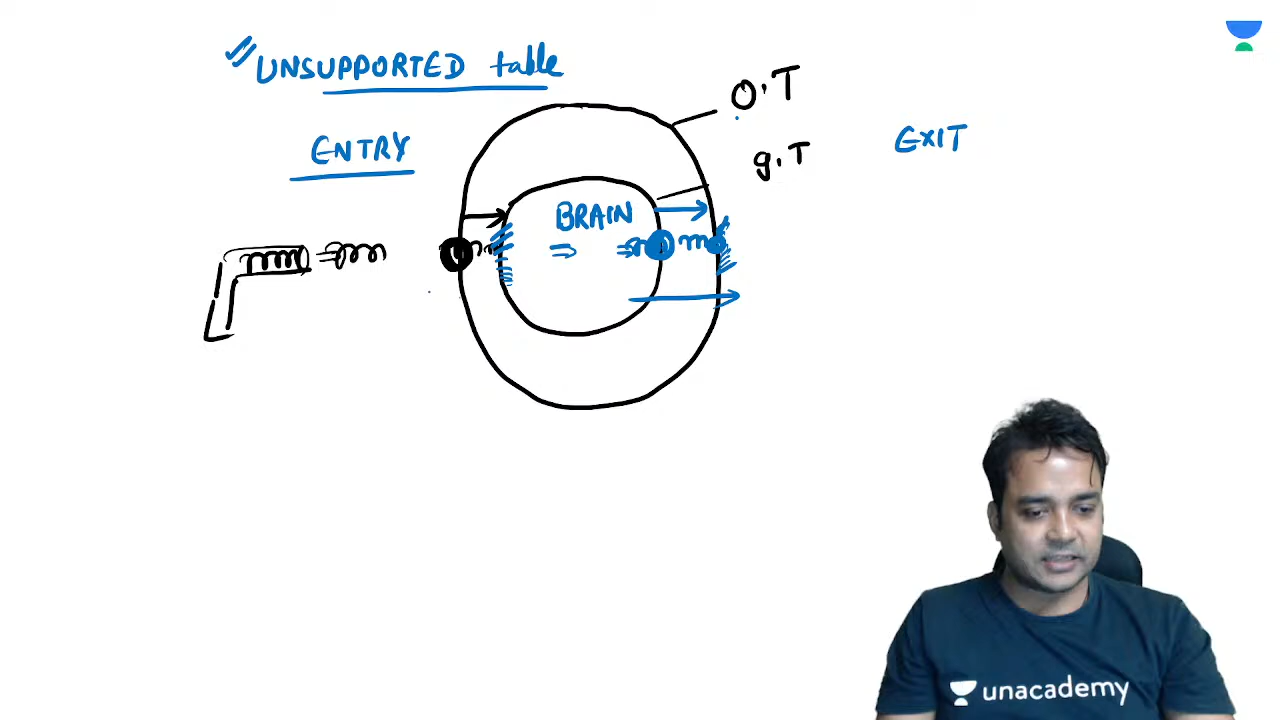 UNSUPPORTED table
O.T
ENTRY
EXIT
g.T
BRAIN
unacademy